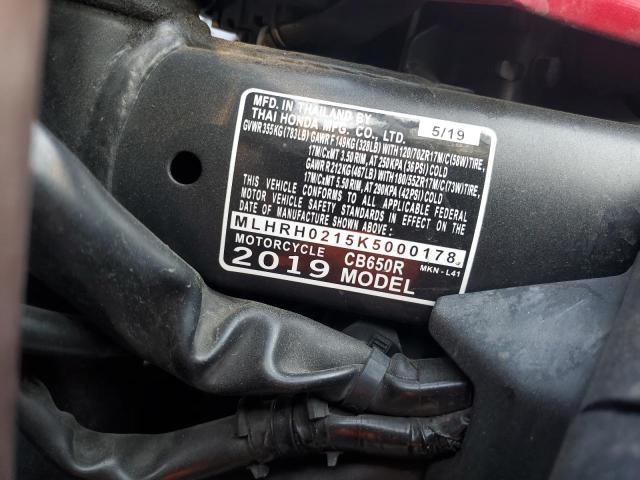 MFD. IN THAILAND BY
THAI HONDA MFG. CO., LTD. 5/19
GVWR 355KG (783LB) GAWR F 149KG (328LB) WITH 120/70ZR17M/C(58W)TIRE,
17M/CxMT 3.50 RIM, AT 250KPA (36PSI) COLD
GAWR R 212KG (467LB) WITH 180/55ZR17M/C(73W)TIRE,
17M/CxMT 5.50 RIM, AT 290KPA (42PSI) COLD
THIS VEHICLE CONFORMS TO ALL APPLICABLE FEDERAL
MOTOR VEHICLE SAFETY STANDARDS IN EFFECT ON THE
DATE OF MANUFACTURE SHOWN ABOVE:
MLHRH0215K5000178
MOTORCYCLE CB650R MKN-L41
2019 MODEL